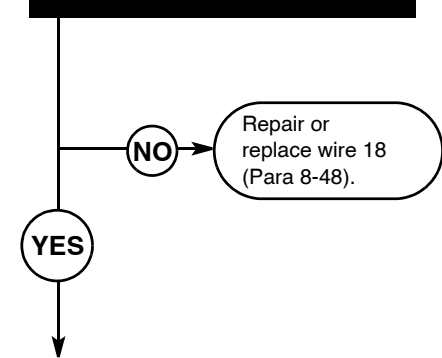 NO
Repair or
replace wire 18
(Para 8-48).
YES